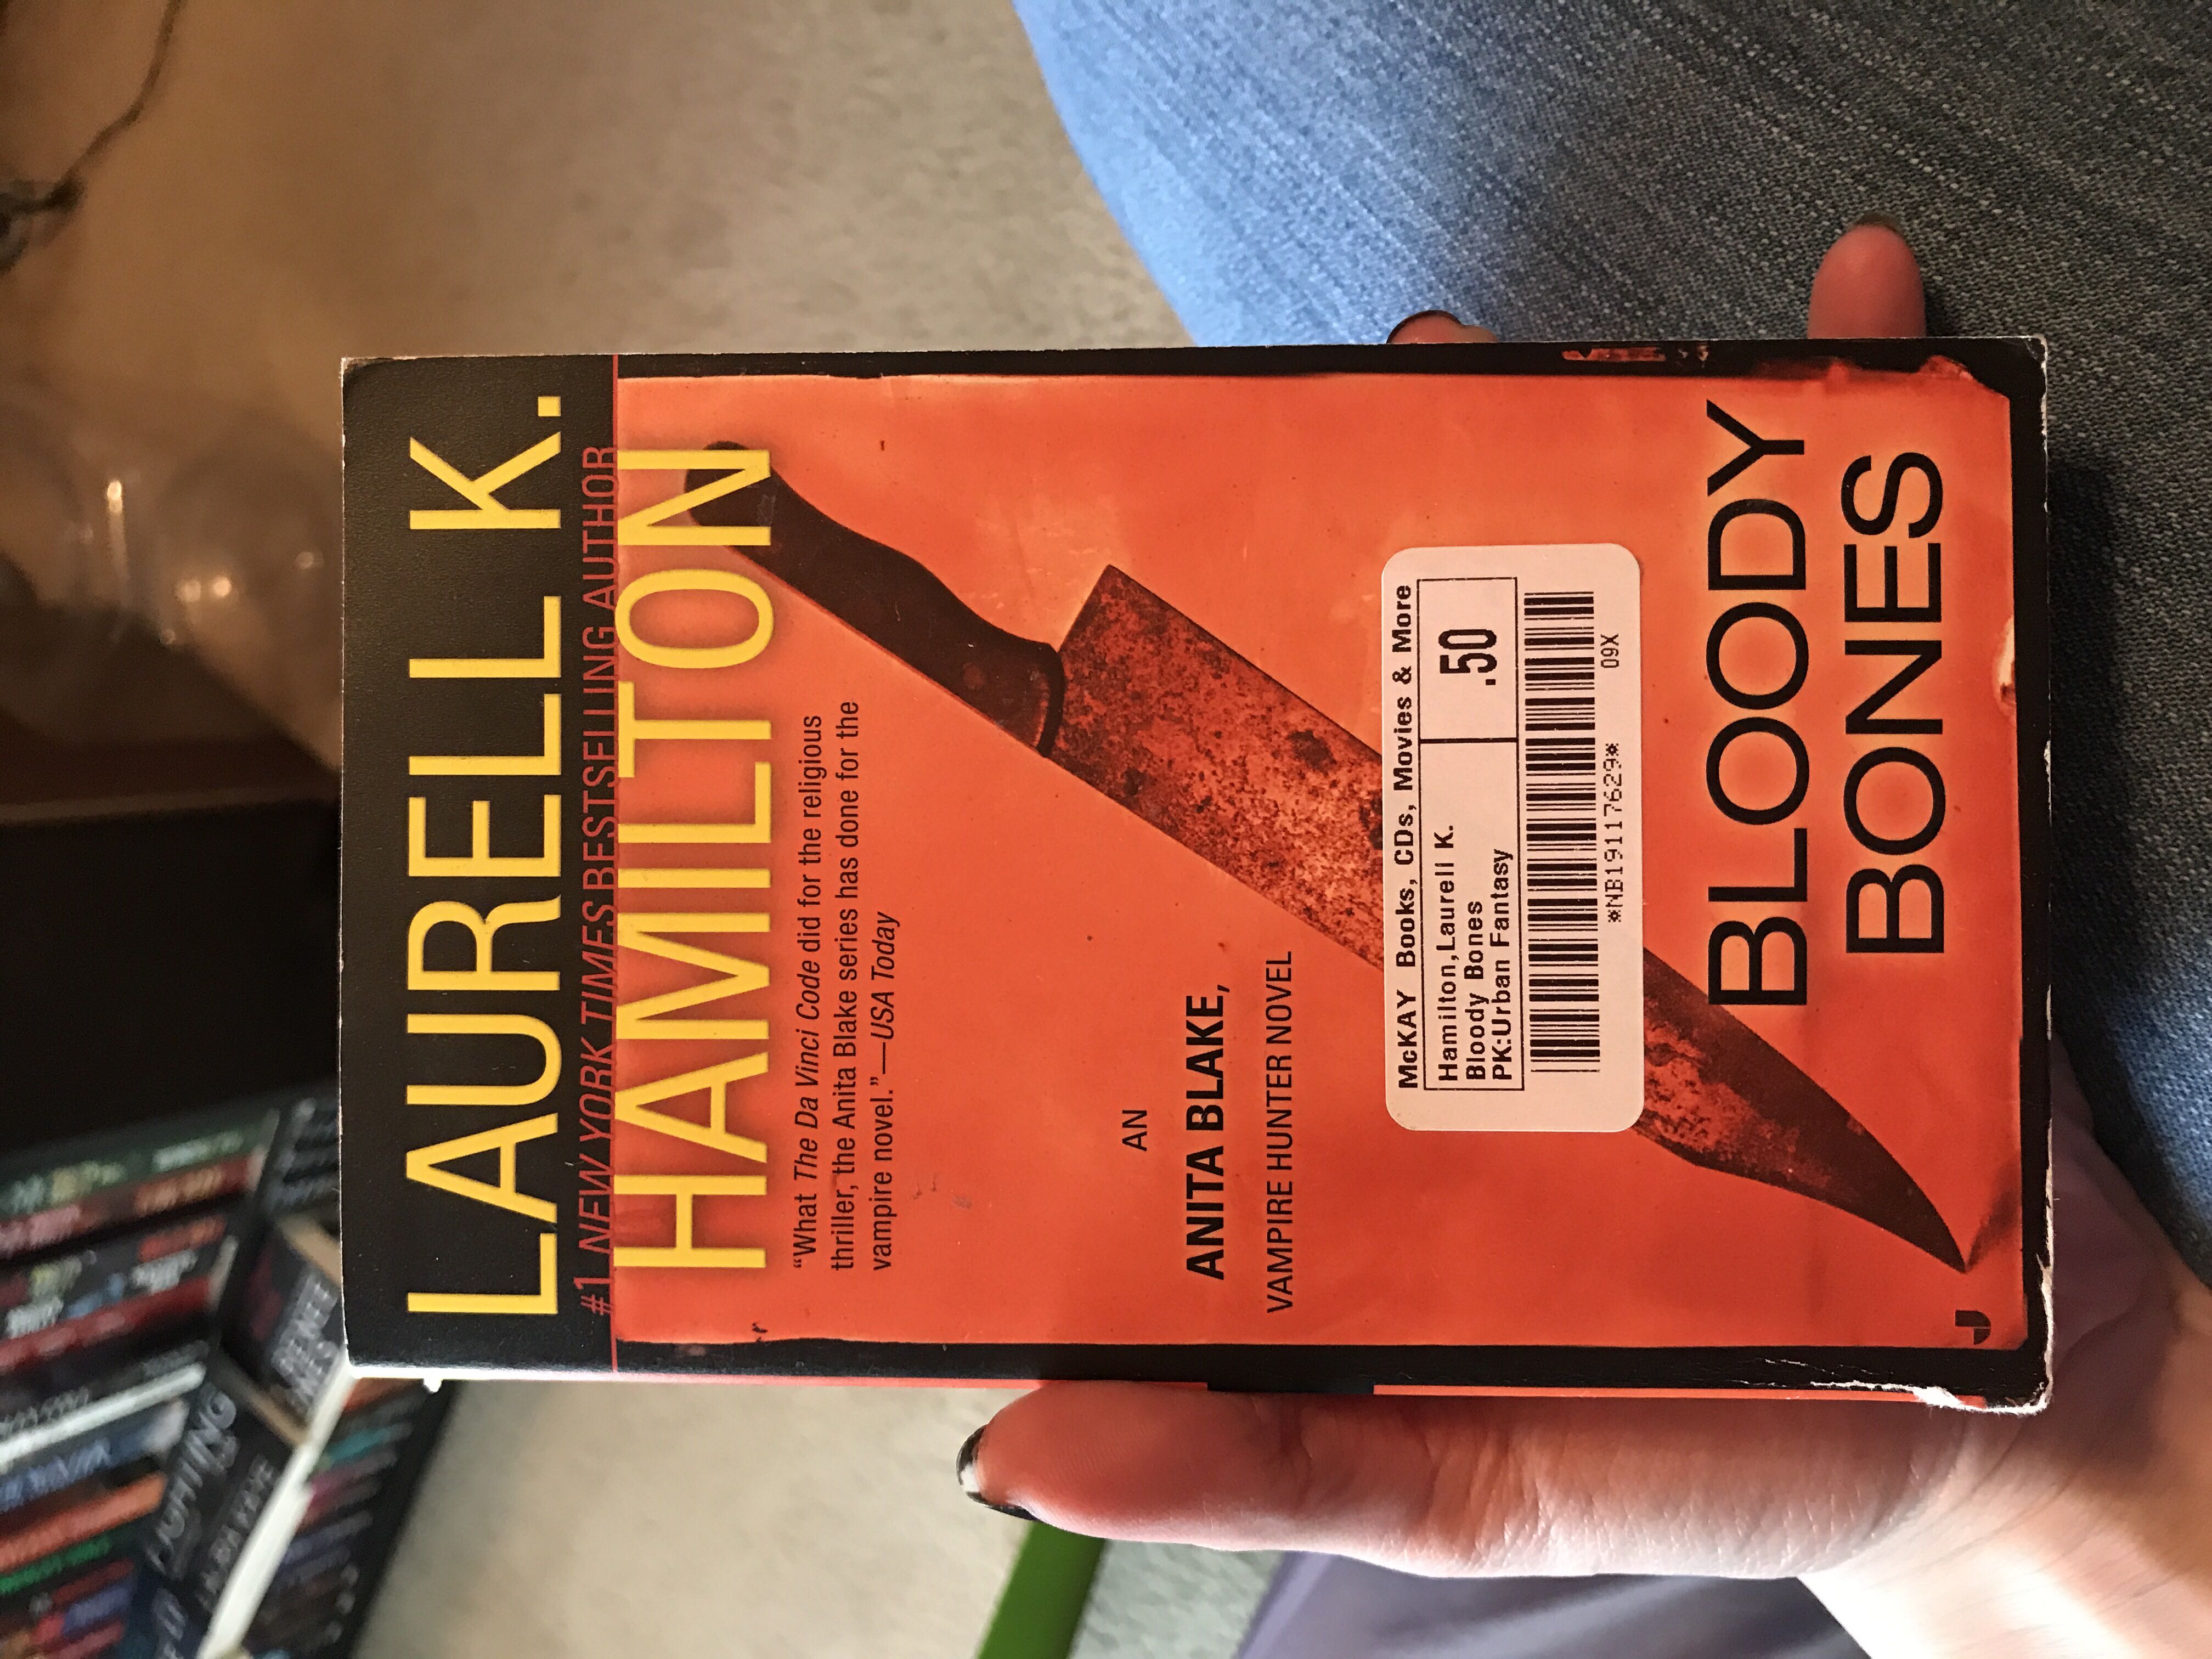 LAURELL K.
#1 NEW YORK TIMES BESTSELLING AUTHOR
HAMILTON
“What The Da Vinci Code did for the religious
thriller, the Anita Blake series has done for the
vampire novel.”—USA Today
AN
ANITA BLAKE,
VAMPIRE HUNTER NOVEL
McKAY Books, CDs, Movies & More
Hamilton,Laurell K.
Bloody Bones
PK:Urban Fantasy
.50
*NB19117629*
09X
BLOODY
BONES
J